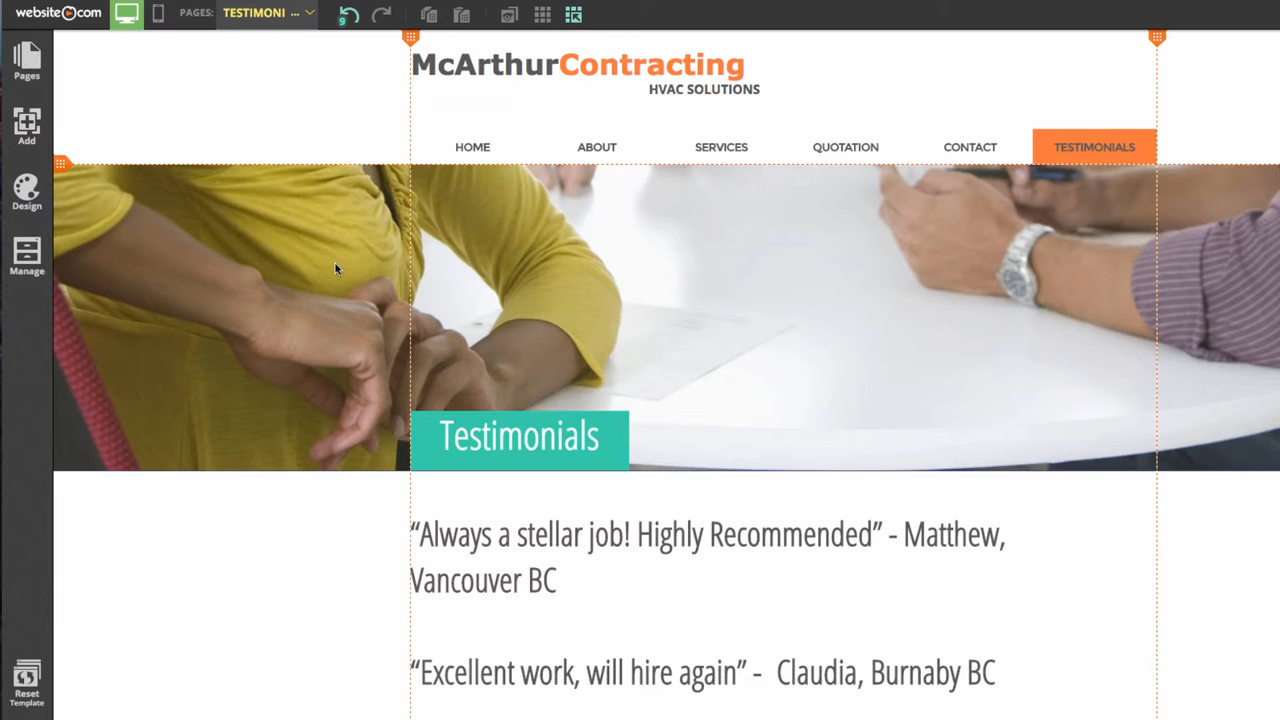 website.com PAGES: TESTIMONI ...
9
Pages
Add
Design
Manage
Reset
Template
McArthurContracting
HVAC SOLUTIONS
HOME ABOUT SERVICES QUOTATION CONTACT TESTIMONIALS
Testimonials
“Always a stellar job! Highly Recommended” - Matthew,
Vancouver BC
“Excellent work, will hire again” - Claudia, Burnaby BC